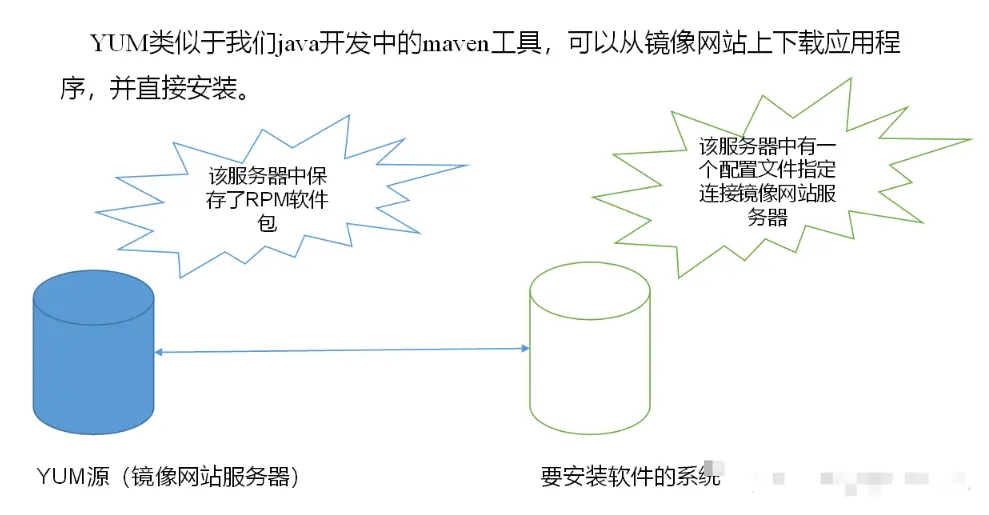 YUM类似于我们java开发中的maven工具，可以从镜像网站上下载应用程
序，并直接安装。
该服务器中保
存了RPM软件
包
该服务器中有一
个配置文件指定
连接镜像网站服
务器
YUM源（镜像网站服务器）
要安装软件的系统